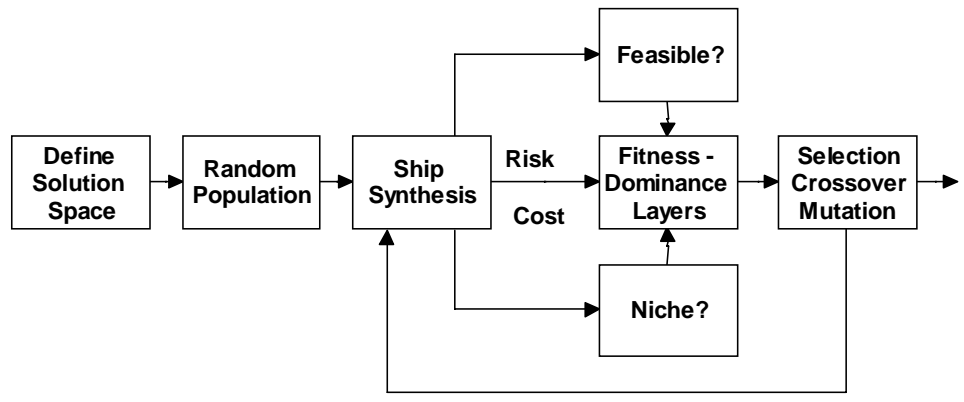 Feasible?
Define
Solution
Space
Random
Population
Ship
Synthesis
Risk
Cost
Fitness -
Dominance
Layers
Selection
Crossover
Mutation
Niche?